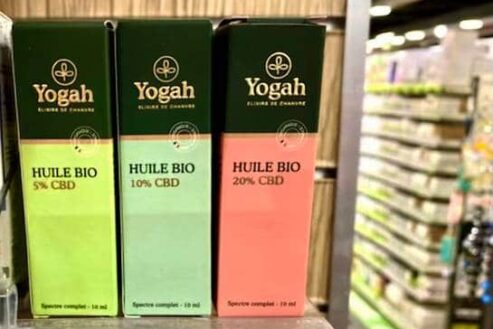 Yogah
ELIXIRS DE CHANVRE
HUILE BIO
5% CBD
Spectre complet - 10 ml
Yogah
ELIXIRS DE CHANVRE
HUILE BIO
10% CBD
Spectre complet - 10 ml
Yogah
ELIXIRS DE CHANVRE
HUILE BIO
20% CBD
Spectre complet - 10 ml